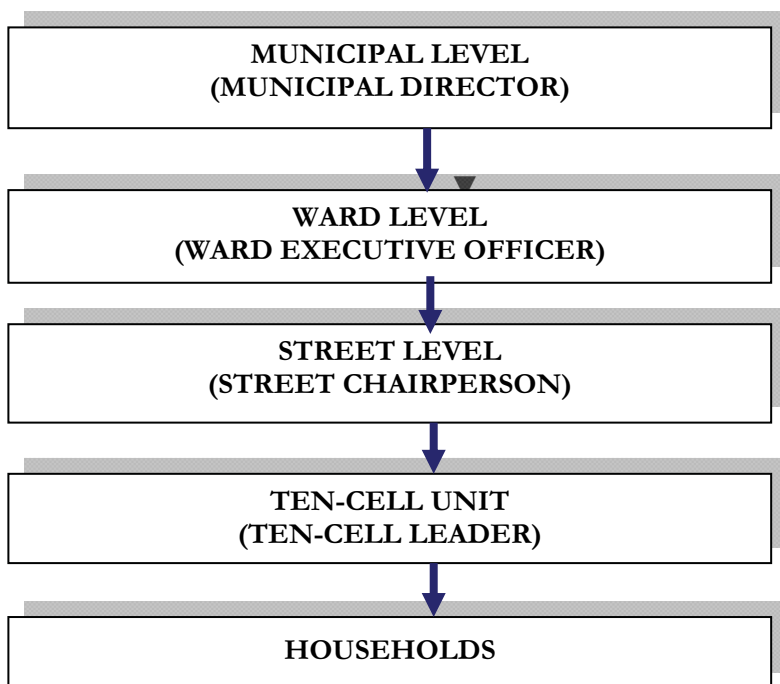 MUNICIPAL LEVEL
(MUNICIPAL DIRECTOR)
WARD LEVEL
(WARD EXECUTIVE OFFICER)
STREET LEVEL
(STREET CHAIRPERSON)
TEN-CELL UNIT
(TEN-CELL LEADER)
HOUSEHOLDS